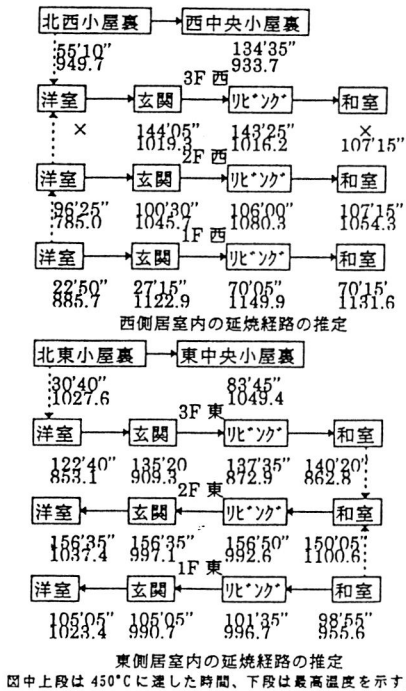 北西小屋裏 西中央小屋裏
55'10" 134'35"
949.7 933.7
3F 西
洋室 玄関 ﾘﾋﾞﾝｸﾞ 和室
× 144'05" 143'25" ×
1019.3 1016.2 107'15"
2F 西
洋室 玄関 ﾘﾋﾞﾝｸﾞ 和室
96'25" 100'30" 106'00" 107'15"
785.0 1045.7 1080.3 1054.3
1F 西
洋室 玄関 ﾘﾋﾞﾝｸﾞ 和室
22'50" 27'15" 70'05" 70'15'
885.7 1122.9 1149.9 1131.6
西側居室内の延焼経路の推定
北東小屋裏 東中央小屋裏
30'40" 83'45"
1027.6 1049.4
3F 東
洋室 玄関 ﾘﾋﾞﾝｸﾞ 和室
122'40" 135'20 137'35" 140'20'
853.1 909.3 872.9 862.8
2F 東
洋室 玄関 ﾘﾋﾞﾝｸﾞ 和室
156'35" 156'35" 156'50" 150'05"
1037.4 997.1 992.6 1100.6
1F 東
洋室 玄関 ﾘﾋﾞﾝｸﾞ 和室
105'05" 105'05" 101'35" 98'55"
1023.4 990.7 996.7 955.6
東側居室内の延焼経路の推定
図中上段は 450°C に達した時間、下段は最高温度を示す